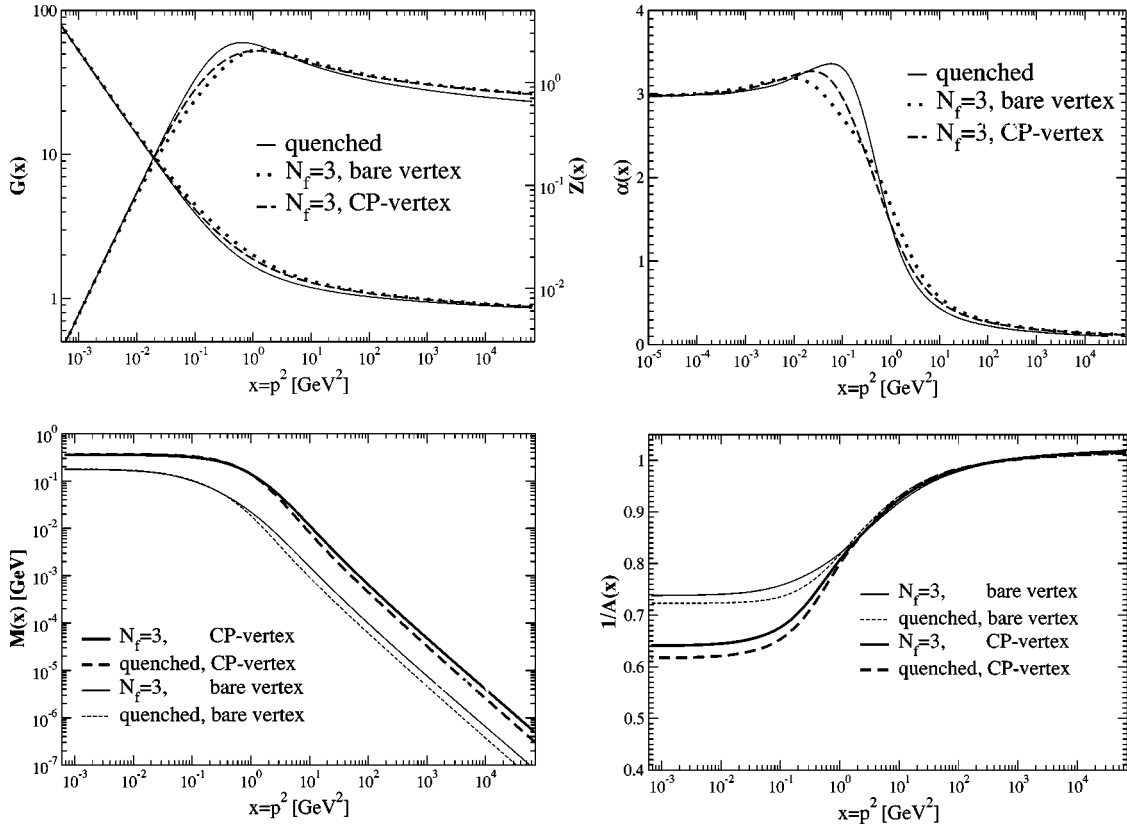 G(x)
100
10
1
quenched
N_f=3, bare vertex
N_f=3, CP-vertex
Z(x)
10^0
10^-1
10^-2
10^-3 10^-2 10^-1 10^0 10^1 10^2 10^3 10^4
x=p^2 [GeV^2]
α(x)
4
3
2
1
0
quenched
N_f=3, bare vertex
N_f=3, CP-vertex
10^-5 10^-4 10^-3 10^-2 10^-1 10^0 10^1 10^2 10^3 10^4
x=p^2 [GeV^2]
M(x) [GeV]
10^0
10^-1
10^-2
10^-3
10^-4
10^-5
10^-6
10^-7
N_f=3, CP-vertex
quenched, CP-vertex
N_f=3, bare vertex
quenched, bare vertex
10^-3 10^-2 10^-1 10^0 10^1 10^2 10^3 10^4
x=p^2 [GeV^2]
1/A(x)
1
0.9
0.8
0.7
0.6
0.5
0.4
N_f=3, bare vertex
quenched, bare vertex
N_f=3, CP-vertex
quenched, CP-vertex
10^-3 10^-2 10^-1 10^0 10^1 10^2 10^3 10^4
x=p^2 [GeV^2]